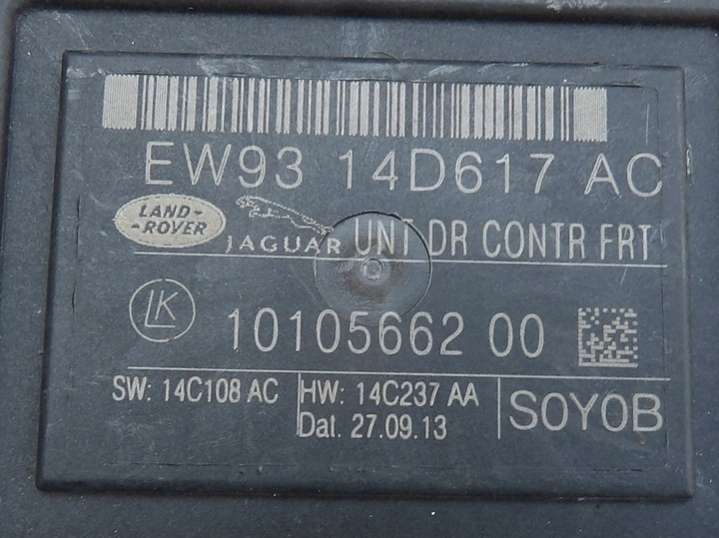 EW93 14D617 AC
LAND-
-ROVER
JAGUAR
UNT DR CONTR FRT
LK
10105662 00
SW: 14C108 AC
HW: 14C237 AA
Dat. 27.09.13
S0Y0B